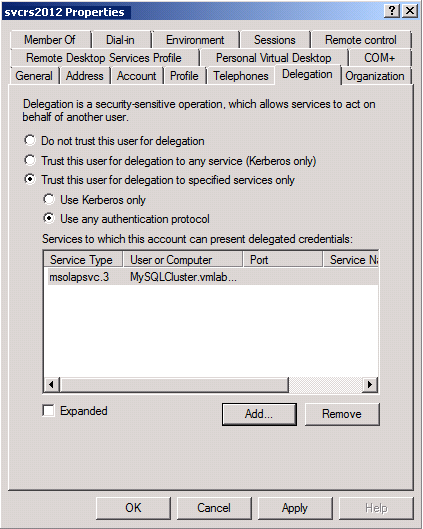 svcrs2012 Properties
Member Of Dial-in Environment Sessions Remote control
Remote Desktop Services Profile Personal Virtual Desktop COM+
General Address Account Profile Telephones Delegation Organization
Delegation is a security-sensitive operation, which allows services to act on
behalf of another user.
Do not trust this user for delegation
Trust this user for delegation to any service (Kerberos only)
Trust this user for delegation to specified services only
Use Kerberos only
Use any authentication protocol
Services to which this account can present delegated credentials:
Service Type User or Computer Port Service Na
msolapsvc.3 MySQLCluster.vmlab...
Expanded Add... Remove
OK Cancel Apply Help